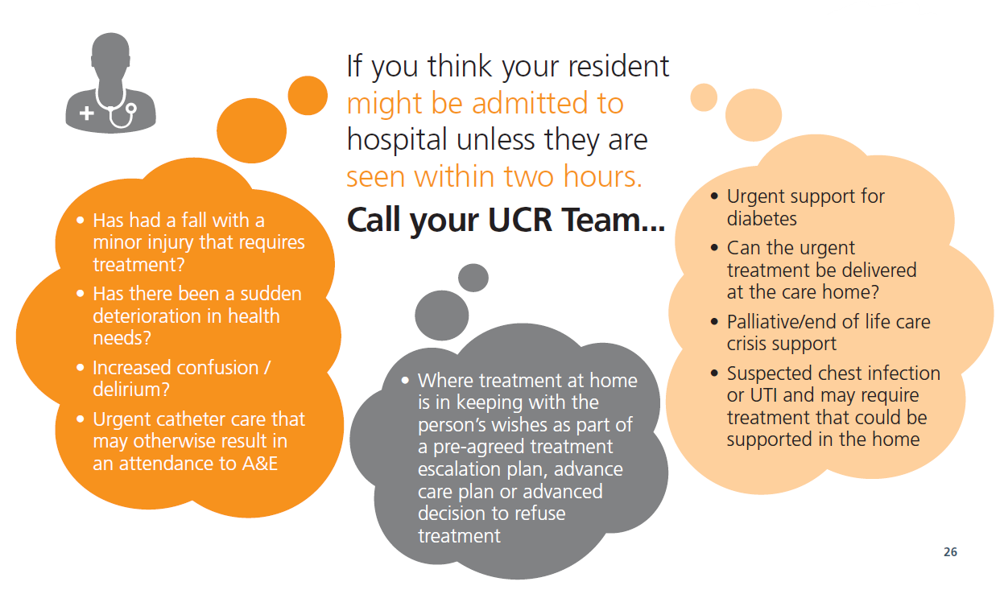 If you think your resident
might be admitted to
hospital unless they are
seen within two hours.
Call your UCR Team...
• Has had a fall with a
minor injury that requires
treatment?
• Has there been a sudden
deterioration in health
needs?
• Increased confusion /
delirium?
• Urgent catheter care that
may otherwise result in
an attendance to A&E
• Where treatment at home
is in keeping with the
person’s wishes as part of
a pre-agreed treatment
escalation plan, advance
care plan or advanced
decision to refuse
treatment
• Urgent support for
diabetes
• Can the urgent
treatment be delivered
at the care home?
• Palliative/end of life care
crisis support
• Suspected chest infection
or UTI and may require
treatment that could be
supported in the home
26